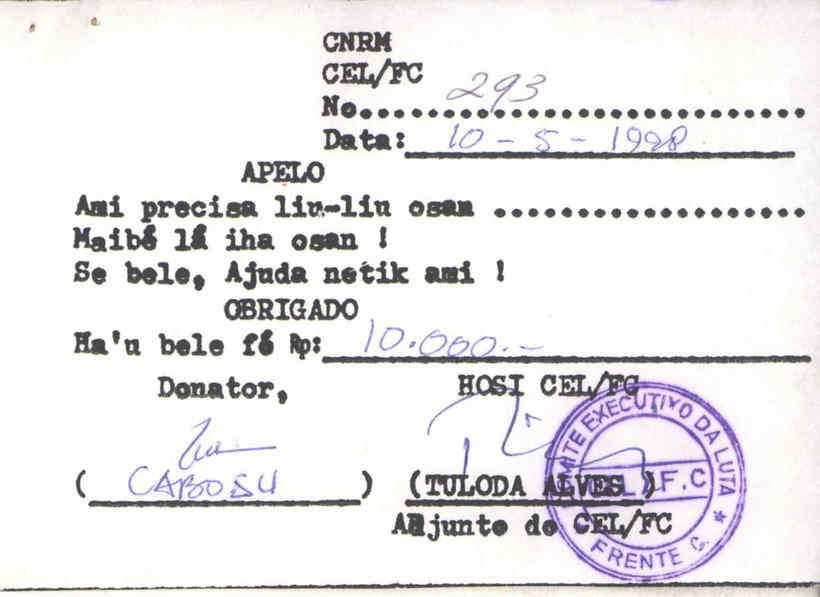 CNRM
CEL/FC
No.............................. 293
Data: 10 - 5 - 1998
APELO
Ami precisa liu-liu osan ...................
Maibé lá iha osan !
Se bele, Ajuda netik ami !
OBRIGADO
Ha'u bele fó Rp: 10.000.-
Donator, HOSI CEL/FC
( CABOSU ) (TULODA ALVES )
Adjunto do CEL/FC
COMITE EXECUTIVO DA LUTA
F.C
FRENTE C. *